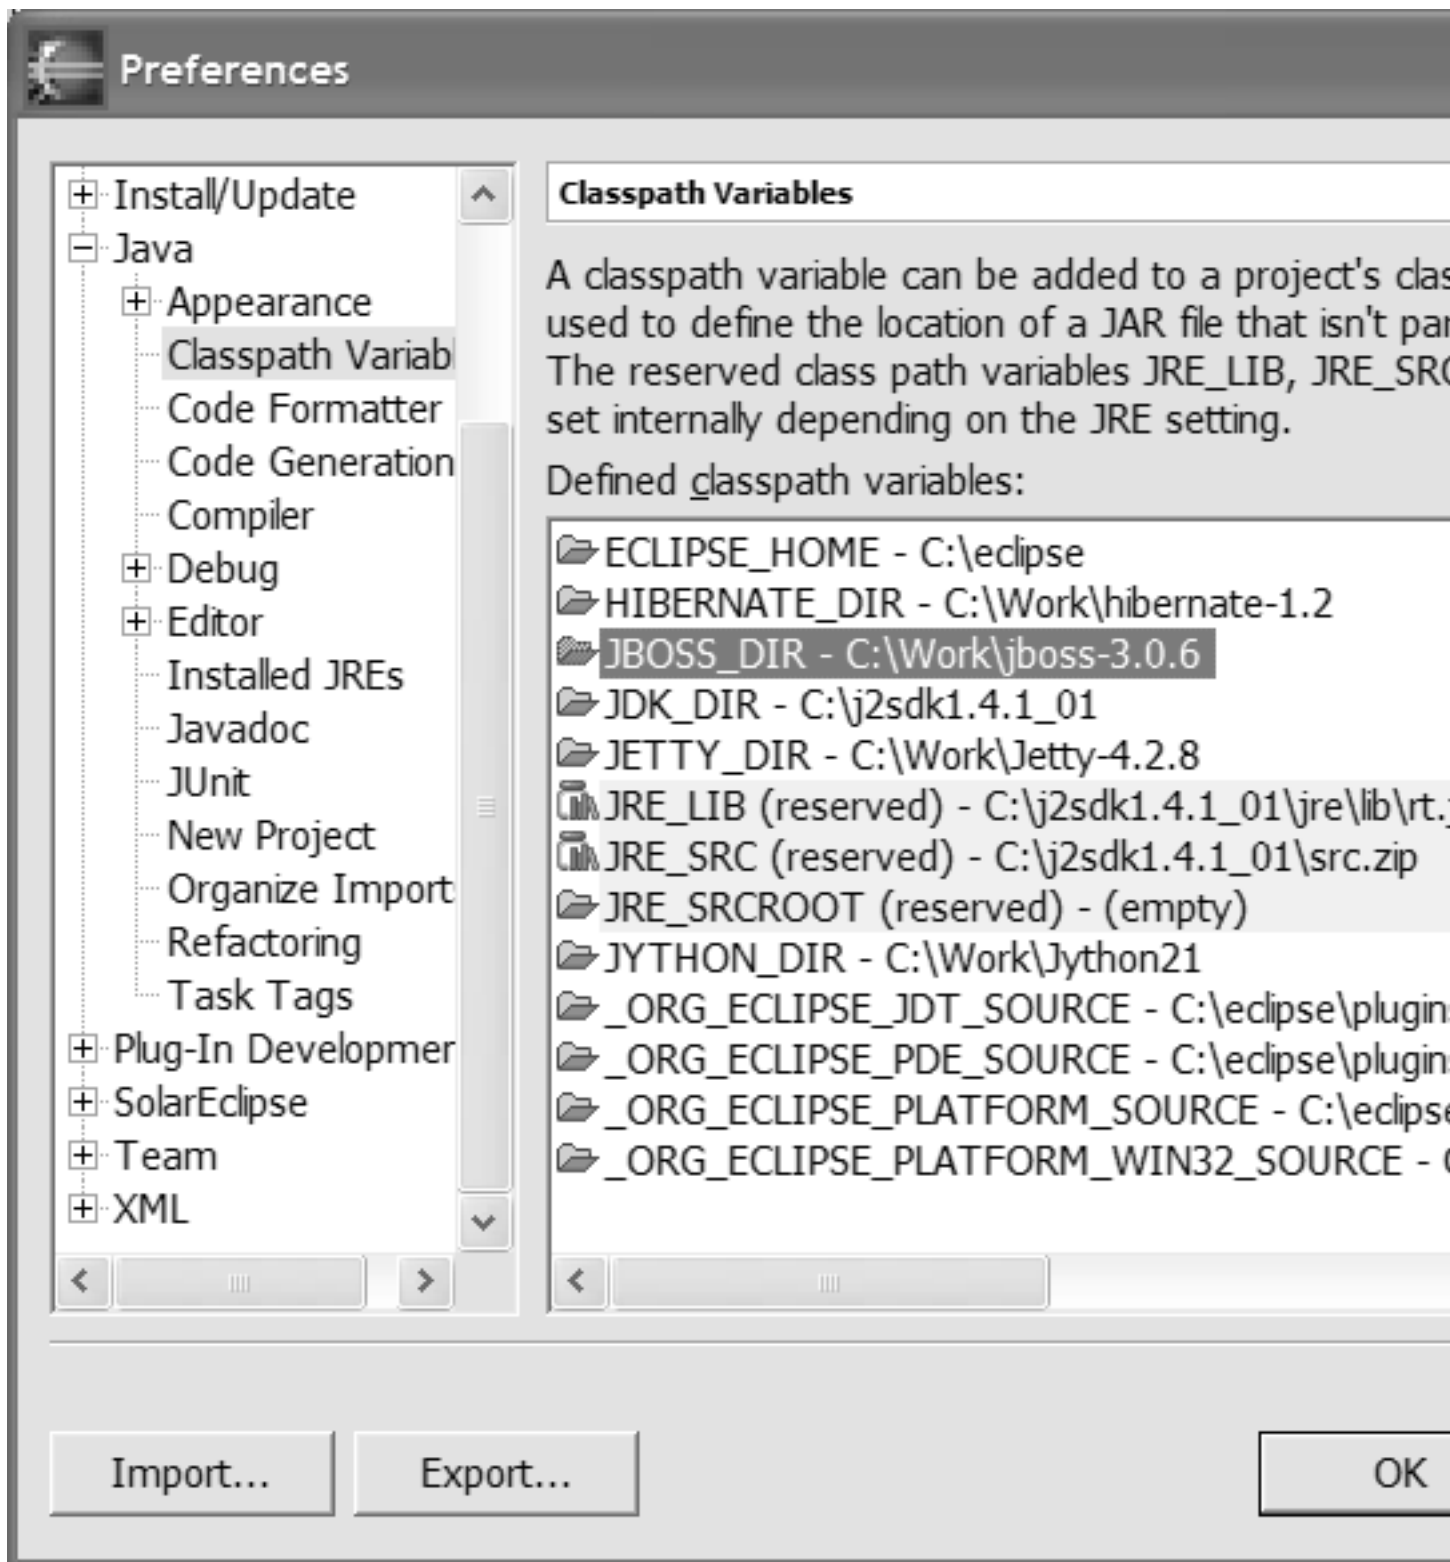 Preferences
Install/Update
Java
Appearance
Classpath Variabl
Code Formatter
Code Generation
Compiler
Debug
Editor
Installed JREs
Javadoc
JUnit
New Project
Organize Import
Refactoring
Task Tags
Plug-In Developmen
SolarEclipse
Team
XML
Classpath Variables
A classpath variable can be added to a project's clas
used to define the location of a JAR file that isn't par
The reserved class path variables JRE_LIB, JRE_SRC
set internally depending on the JRE setting.
Defined classpath variables:
ECLIPSE_HOME - C:\eclipse
HIBERNATE_DIR - C:\Work\hibernate-1.2
JBOSS_DIR - C:\Work\jboss-3.0.6
JDK_DIR - C:\j2sdk1.4.1_01
JETTY_DIR - C:\Work\Jetty-4.2.8
JRE_LIB (reserved) - C:\j2sdk1.4.1_01\jre\lib\rt.j
JRE_SRC (reserved) - C:\j2sdk1.4.1_01\src.zip
JRE_SRCROOT (reserved) - (empty)
JYTHON_DIR - C:\Work\Jython21
_ORG_ECLIPSE_JDT_SOURCE - C:\eclipse\plugins
_ORG_ECLIPSE_PDE_SOURCE - C:\eclipse\plugins
_ORG_ECLIPSE_PLATFORM_SOURCE - C:\eclipse
_ORG_ECLIPSE_PLATFORM_WIN32_SOURCE - C
Import...
Export...
OK